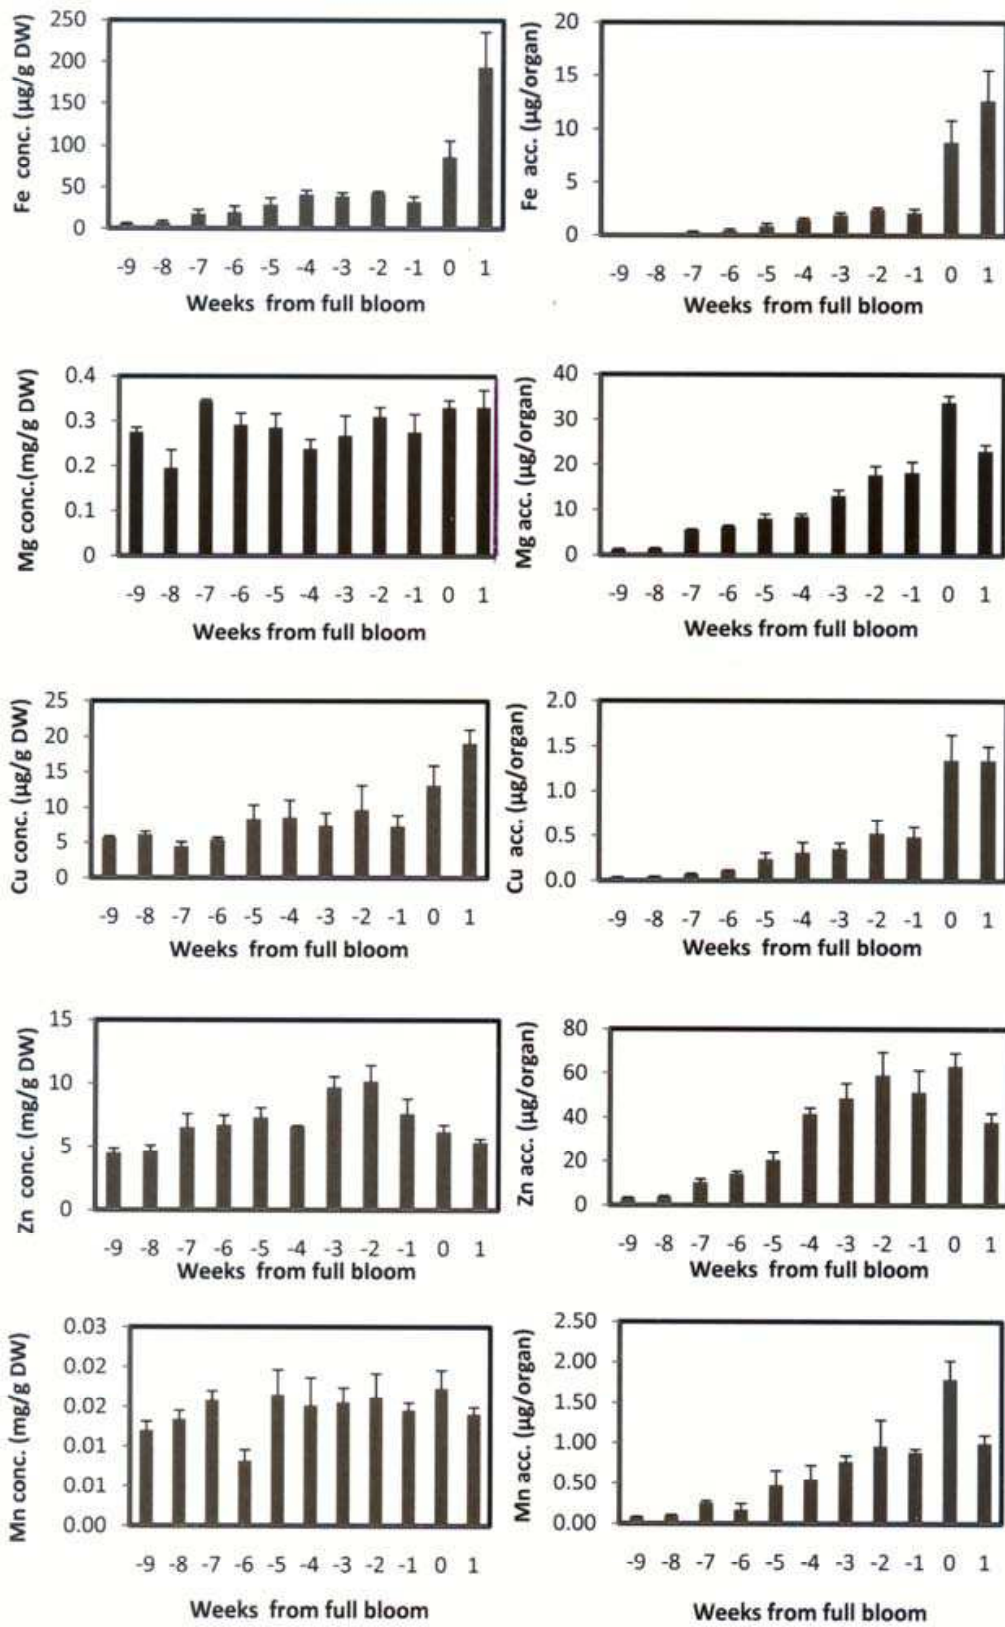 Fe conc. (µg/g DW)
250
200
150
100
50
0
-9 -8 -7 -6 -5 -4 -3 -2 -1 0 1
Weeks from full bloom
Fe acc. (µg/organ)
20
15
10
5
0
-9 -8 -7 -6 -5 -4 -3 -2 -1 0 1
Weeks from full bloom
Mg conc.(mg/g DW)
0.4
0.3
0.2
0.1
0
-9 -8 -7 -6 -5 -4 -3 -2 -1 0 1
Weeks from full bloom
Mg acc. (µg/organ)
40
30
20
10
0
-9 -8 -7 -6 -5 -4 -3 -2 -1 0 1
Weeks from full bloom
Cu conc. (µg/g DW)
25
20
15
10
5
0
-9 -8 -7 -6 -5 -4 -3 -2 -1 0 1
Weeks from full bloom
Cu acc. (µg/organ)
2.0
1.5
1.0
0.5
0.0
-9 -8 -7 -6 -5 -4 -3 -2 -1 0 1
Weeks from full bloom
Zn conc. (mg/g DW)
15
10
5
0
-9 -8 -7 -6 -5 -4 -3 -2 -1 0 1
Weeks from full bloom
Zn acc. (µg/organ)
80
60
40
20
0
-9 -8 -7 -6 -5 -4 -3 -2 -1 0 1
Weeks from full bloom
Mn conc. (mg/g DW)
0.03
0.02
0.02
0.01
0.01
0.00
-9 -8 -7 -6 -5 -4 -3 -2 -1 0 1
Weeks from full bloom
Mn acc. (µg/organ)
2.50
2.00
1.50
1.00
0.50
0.00
-9 -8 -7 -6 -5 -4 -3 -2 -1 0 1
Weeks from full bloom